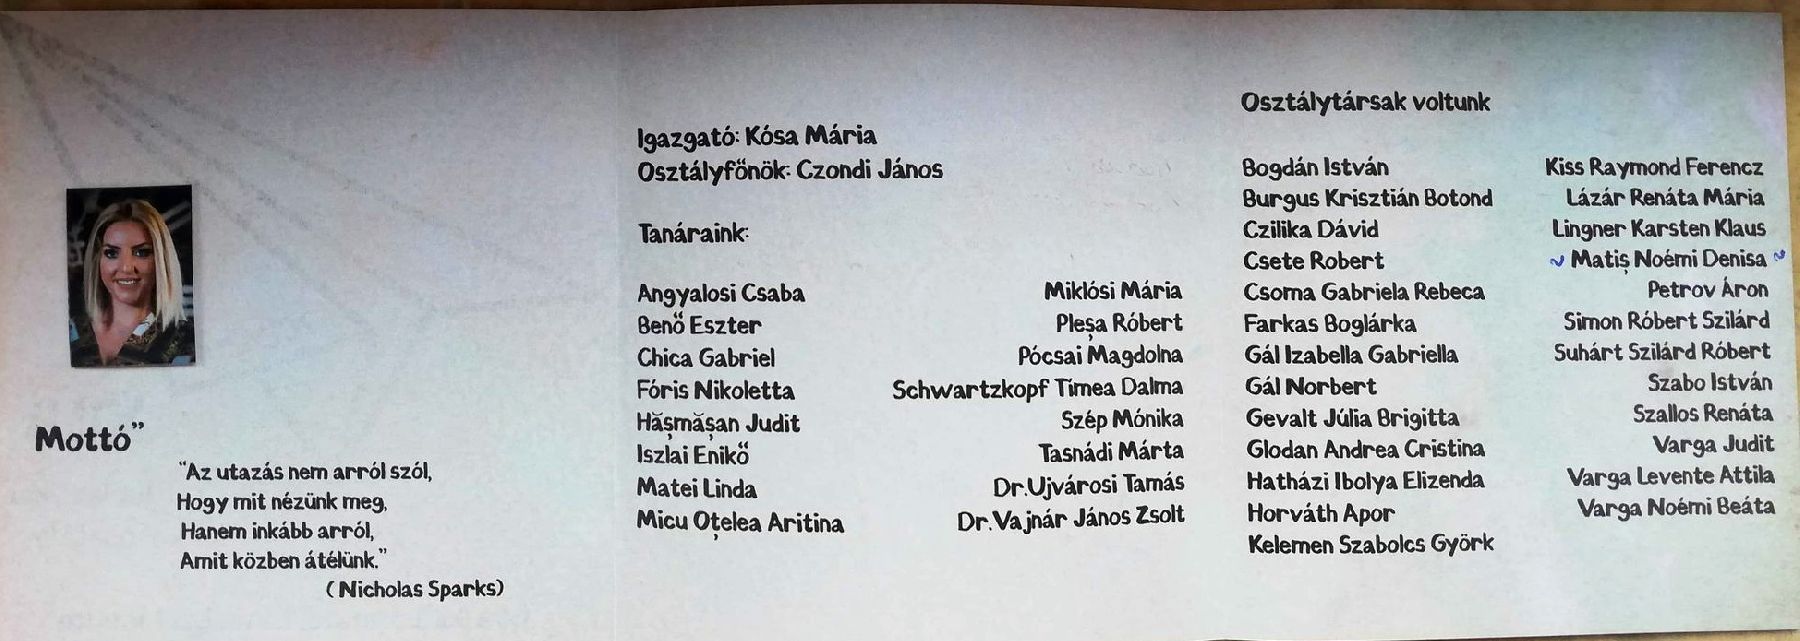 Mottó”
“Az utazás nem arról szól,
Hogy mit nézünk meg,
Hanem inkább arról,
Amit közben átélünk.”
(Nicholas Sparks)
Igazgató: Kósa Mária
Osztályfőnök: Czondi János
Tanáraink:
Angyalosi Csaba
Benő Eszter
Chica Gabriel
Fóris Nikoletta
Hășmășan Judit
Iszlai Enikő
Matei Linda
Micu Oțelea Aritina
Miklósi Mária
Pleșa Róbert
Pócsai Magdolna
Schwartzkopf Tímea Dalma
Szép Mónika
Tasnádi Márta
Dr.Ujvárosi Tamás
Dr.Vajnár János Zsolt
Osztálytársak voltunk
Bogdán István
Burgus Krisztián Botond
Czilika Dávid
Csete Robert
Csoma Gabriela Rebeca
Farkas Boglárka
Gál Izabella Gabriella
Gál Norbert
Gevalt Júlia Brigitta
Glodan Andrea Cristina
Hatházi Ibolya Elizenda
Horváth Apor
Kelemen Szabolcs Györk
Kiss Raymond Ferencz
Lázár Renáta Mária
Lingner Karsten Klaus
~ Matiș Noémi Denisa ~
Petrov Áron
Simon Róbert Szilárd
Suhárt Szilárd Róbert
Szabo István
Szallos Renáta
Varga Judit
Varga Levente Attila
Varga Noémi Beáta